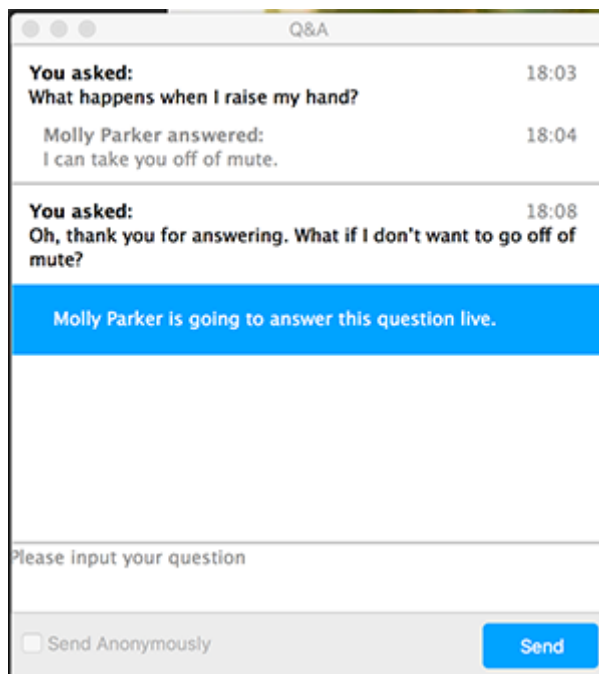 Q&A
You asked: 18:03
What happens when I raise my hand?
Molly Parker answered: 18:04
I can take you off of mute.
You asked: 18:08
Oh, thank you for answering. What if I don't want to go off of
mute?
Molly Parker is going to answer this question live.
Please input your question
Send Anonymously
Send